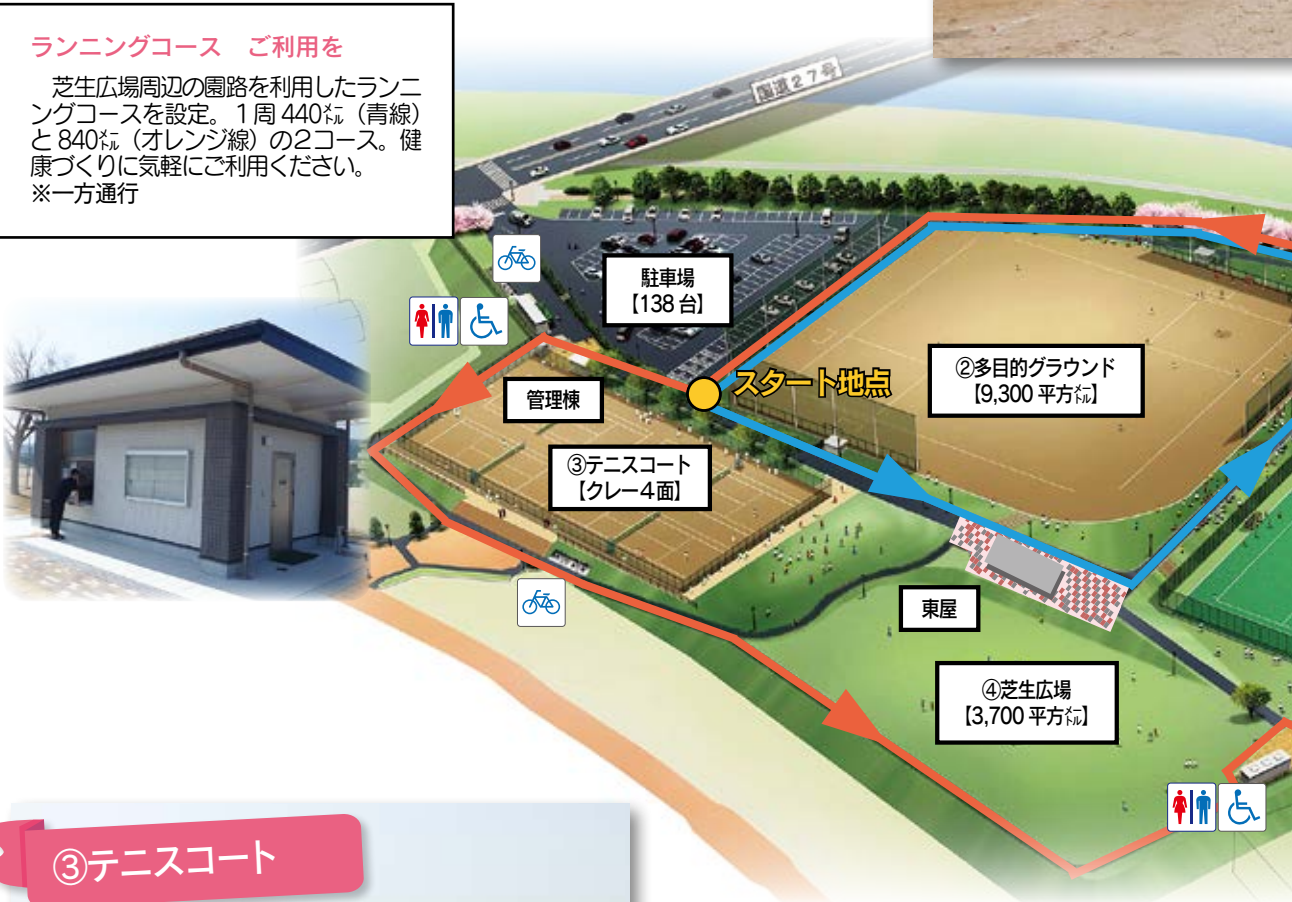 ランニングコース　ご利用を
　芝生広場周辺の園路を利用したランニ
ングコースを設定。1周440㍍（青線）
と840㍍（オレンジ線）の2コース。健
康づくりに気軽にご利用ください。
※一方通行
国道27号
駐車場
【138台】
スタート地点
②多目的グラウンド
【9,300平方㍍】
管理棟
③テニスコート
【クレー4面】
東屋
④芝生広場
【3,700平方㍍】
③テニスコート